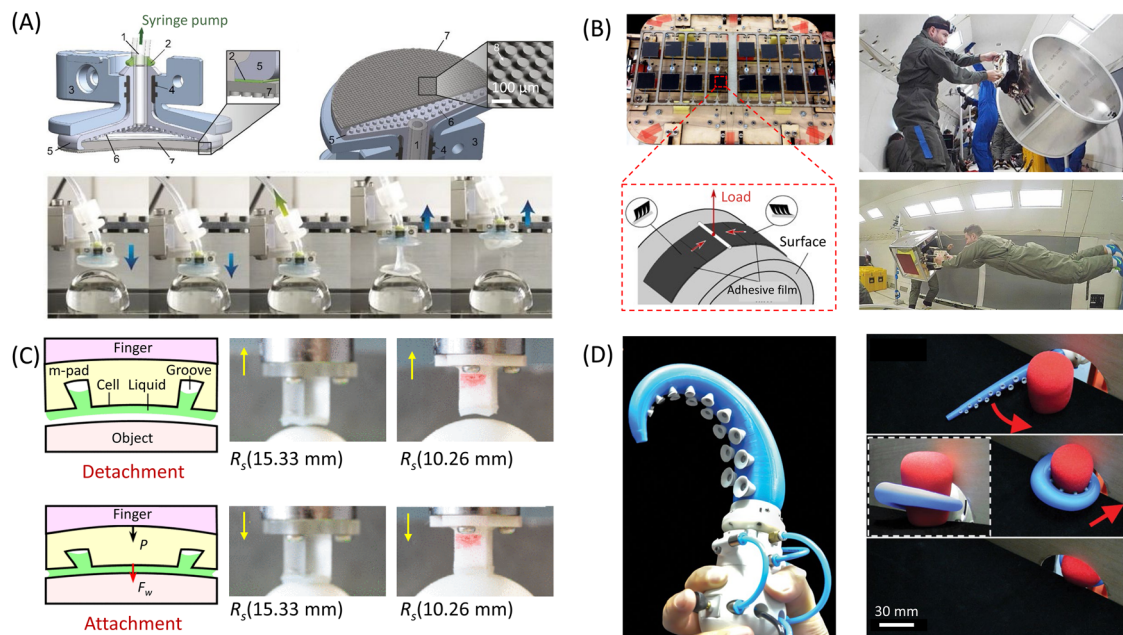 (A)
Syringe pump
1
2
3
4
5
6
7
2
5
7
7
8
100 μm
5
6
1
4
3
(B)
Load
Surface
Adhesive film
(C)
Finger
m-pad
Groove
Cell
Liquid
Object
Detachment
Rs(15.33 mm)
Rs(10.26 mm)
Finger
P
Fw
Attachment
Rs(15.33 mm)
Rs(10.26 mm)
(D)
30 mm